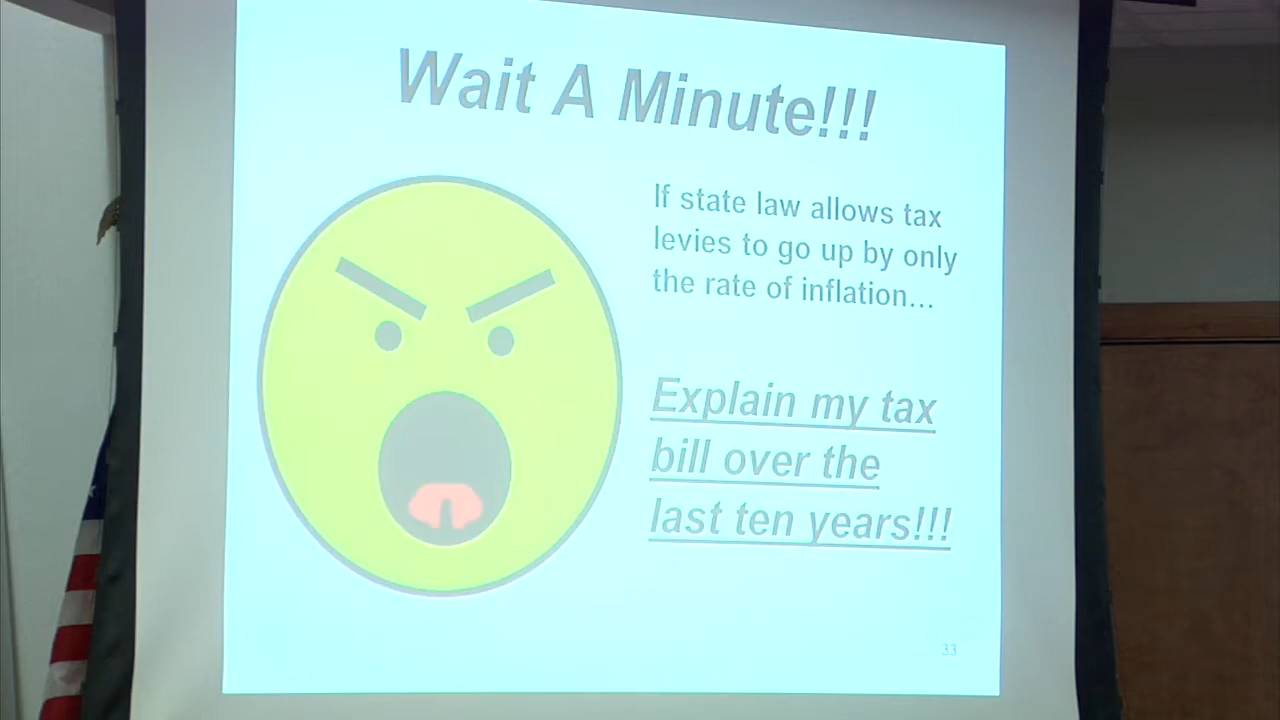 Wait A Minute!!!
If state law allows tax
levies to go up by only
the rate of inflation...
Explain my tax
bill over the
last ten years!!!
33